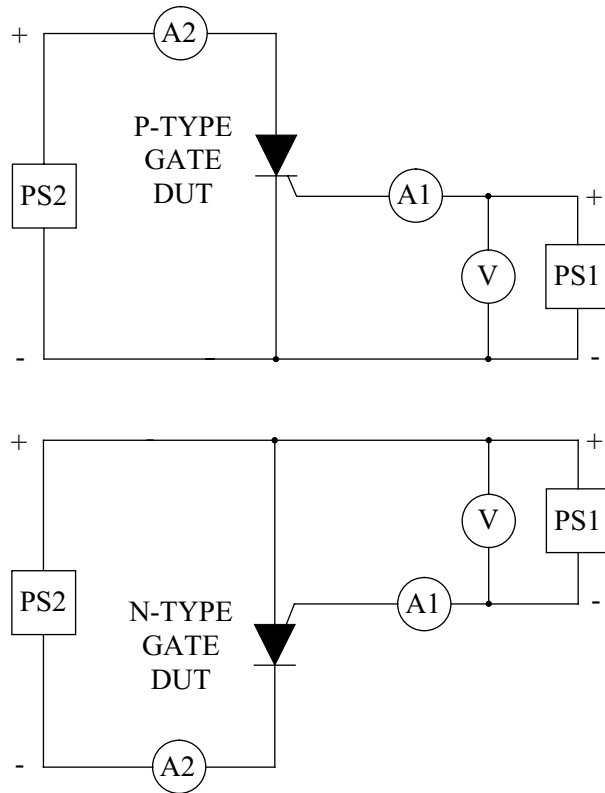 +
A2
P-TYPE
GATE
DUT
PS2
A1
+
V
PS1
-
-
+
+
V
PS1
PS2
N-TYPE
GATE
DUT
A1
-
-
A2